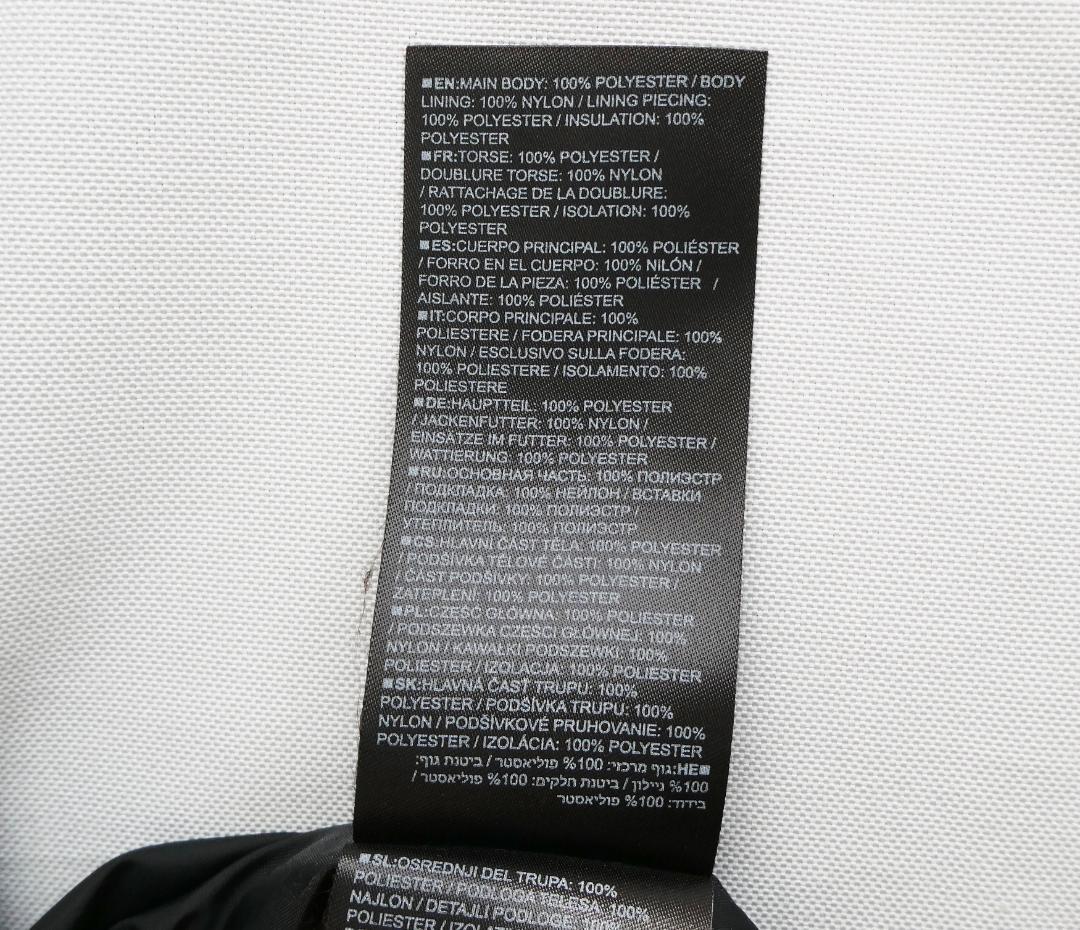 ■EN:MAIN BODY: 100% POLYESTER / BODY
LINING: 100% NYLON / LINING PIECING:
100% POLYESTER / INSULATION: 100%
POLYESTER
■FR:TORSE: 100% POLYESTER /
DOUBLURE TORSE: 100% NYLON
/ RATTACHAGE DE LA DOUBLURE:
100% POLYESTER / ISOLATION: 100%
POLYESTER
■ES:CUERPO PRINCIPAL: 100% POLIÉSTER
/ FORRO EN EL CUERPO: 100% NILÓN /
FORRO DE LA PIEZA: 100% POLIÉSTER /
AISLANTE: 100% POLIÉSTER
■IT:CORPO PRINCIPALE: 100%
POLIESTERE / FODERA PRINCIPALE: 100%
NYLON / ESCLUSIVO SULLA FODERA:
100% POLIESTERE / ISOLAMENTO: 100%
POLIESTERE
■DE:HAUPTTEIL: 100% POLYESTER
/ JACKENFUTTER: 100% NYLON /
EINSÄTZE IM FUTTER: 100% POLYESTER /
WATTIERUNG: 100% POLYESTER
■RU:ОСНОВНАЯ ЧАСТЬ: 100% ПОЛИЭСТР
/ ПОДКЛАДКА: 100% НЕЙЛОН / ВСТАВКИ
ПОДКЛАДКИ: 100% ПОЛИЭСТР /
УТЕПЛИТЕЛЬ: 100% ПОЛИЭСТР
■CS:HLAVNÍ ČÁST TĚLA: 100% POLYESTER
/ PODŠÍVKA TĚLOVÉ ČÁSTI: 100% NYLON
/ ČÁST PODŠÍVKY: 100% POLYESTER /
ZATEPLENÍ: 100% POLYESTER
■PL:CZĘŚĆ GŁÓWNA: 100% POLIESTER
/ PODSZEWKA CZĘŚCI GŁÓWNEJ: 100%
NYLON / KAWAŁKI PODSZEWKI: 100%
POLIESTER / IZOLACJA: 100% POLIESTER
■SK:HLAVNÁ ČASŤ TRUPU: 100%
POLYESTER / PODŠÍVKA TRUPU: 100%
NYLON / PODŠÍVKOVÉ PRUHOVANIE: 100%
POLYESTER / IZOLÁCIA: 100% POLYESTER
■HE:גוף מרכזי: 100% פוליאסטר / ביטנת גוף:
100% ניילון / ביטנת חלקים: 100% פוליאסטר /
בידוד: 100% פוליאסטר
■SL:OSREDNJI DEL TRUPA: 100%
POLIESTER / PODLOGA TELESA: 100%
NAJLON / DETAJLI PODLOGE: 100%
POLIESTER /